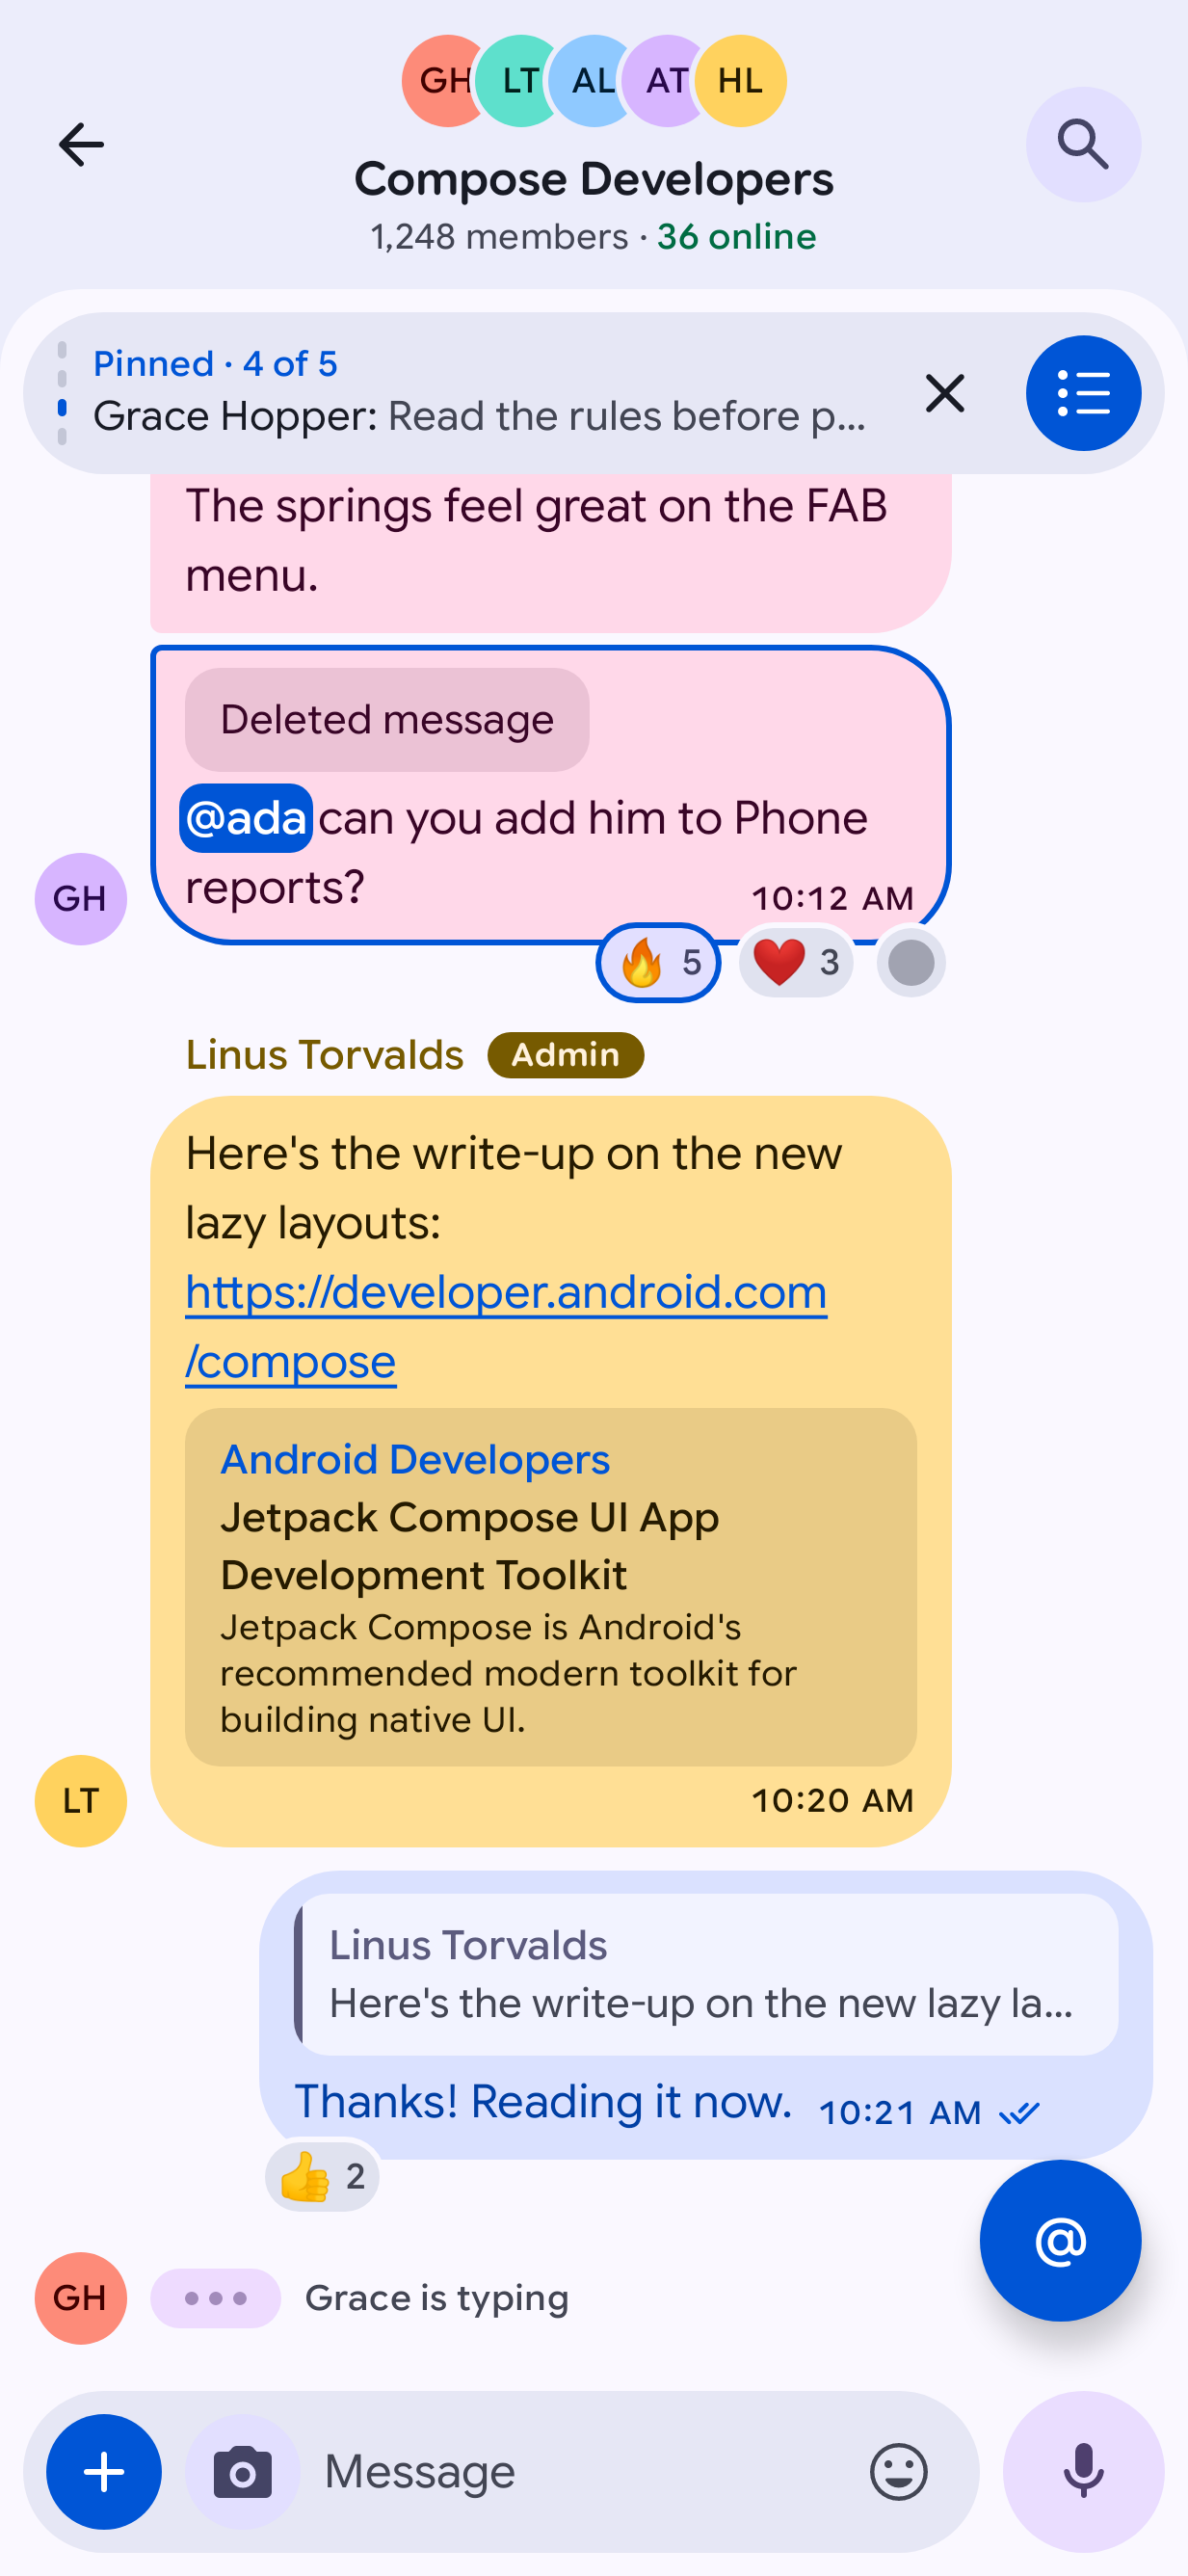 GH LT AL AT HL
Compose Developers
1,248 members · 36 online
Pinned · 4 of 5
Grace Hopper: Read the rules before p...
The springs feel great on the FAB
menu.
Deleted message
@ada can you add him to Phone
reports?
10:12 AM
GH
🔥 5 ❤️ 3
Linus Torvalds Admin
Here's the write-up on the new
lazy layouts:
https://developer.android.com
/compose
Android Developers
Jetpack Compose UI App
Development Toolkit
Jetpack Compose is Android's
recommended modern toolkit for
building native UI.
LT
10:20 AM
Linus Torvalds
Here's the write-up on the new lazy la...
Thanks! Reading it now. 10:21 AM
👍 2
@
GH
Grace is typing
Message